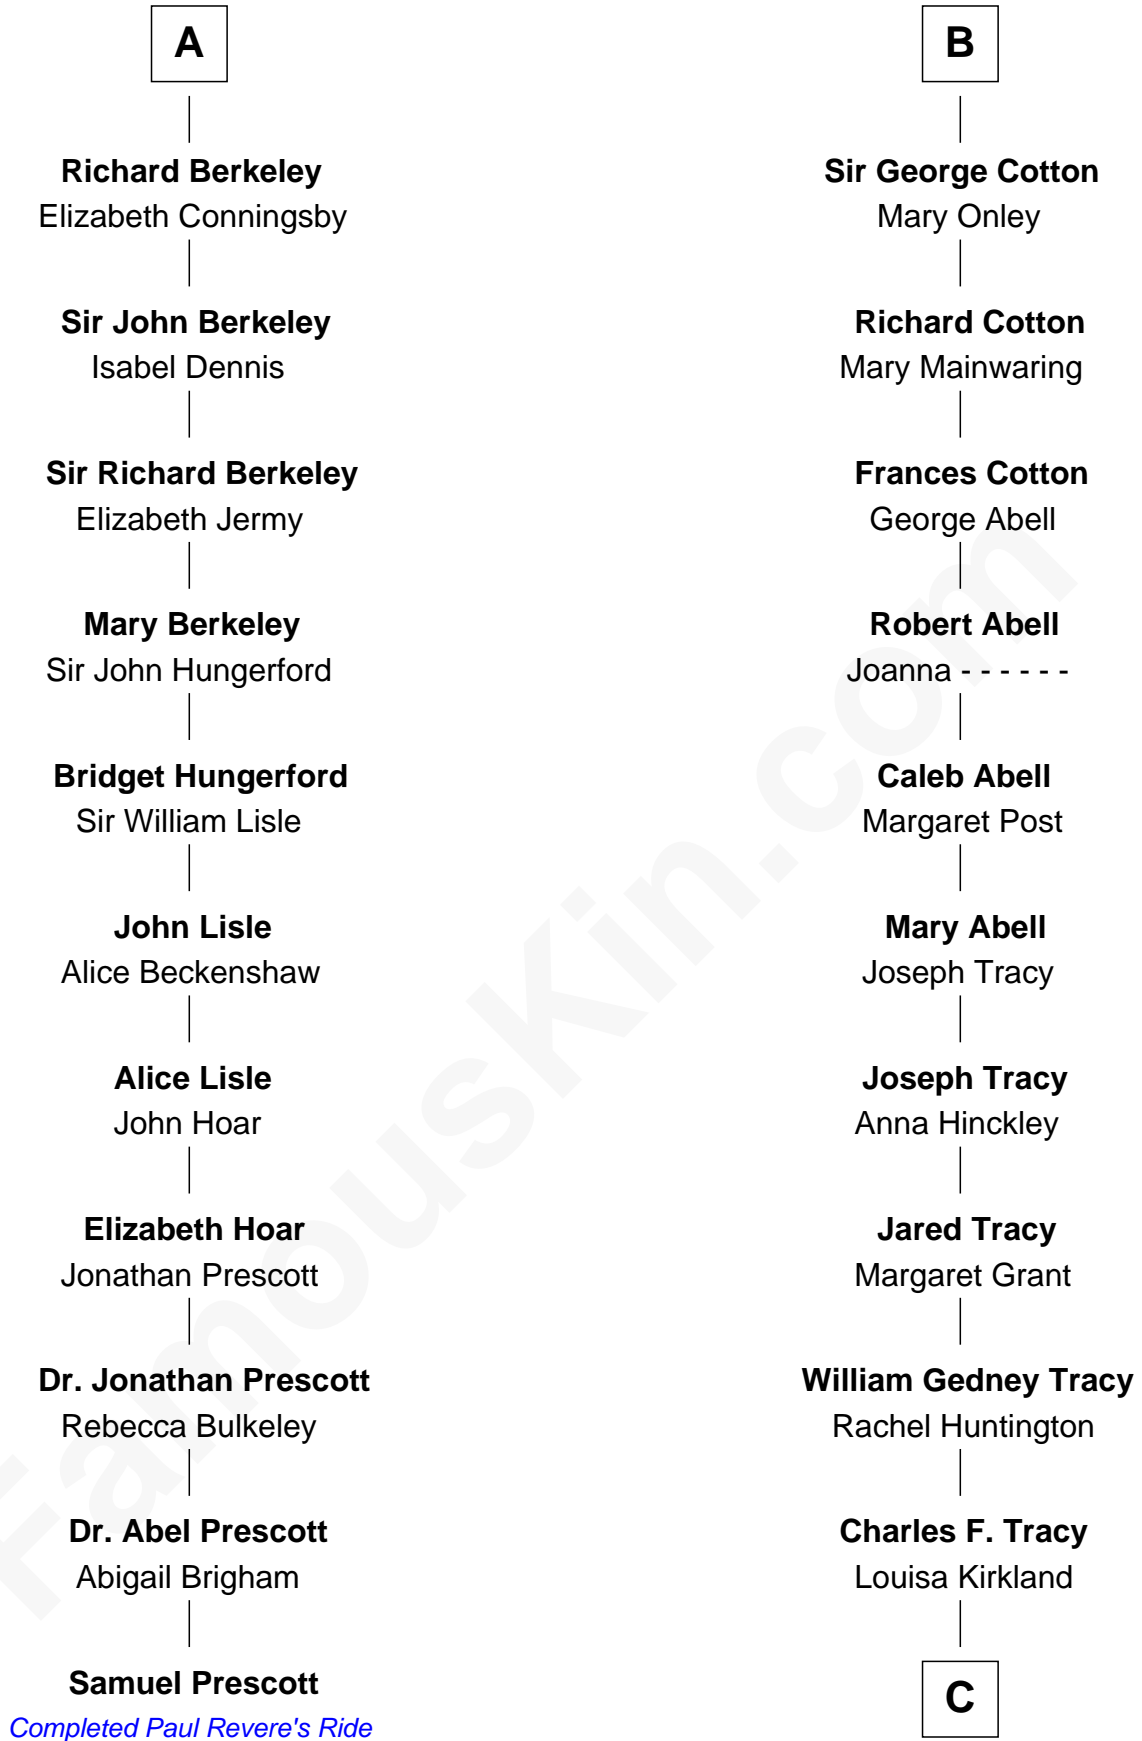 A
Richard Berkeley
Elizabeth Conningsby
Sir John Berkeley
Isabel Dennis
Sir Richard Berkeley
Elizabeth Jermy
Mary Berkeley
Sir John Hungerford
Bridget Hungerford
Sir William Lisle
John Lisle
Alice Beckenshaw
Alice Lisle
John Hoar
Elizabeth Hoar
Jonathan Prescott
Dr. Jonathan Prescott
Rebecca Bulkeley
Dr. Abel Prescott
Abigail Brigham
Samuel Prescott
Completed Paul Revere's Ride
B
Sir George Cotton
Mary Onley
Richard Cotton
Mary Mainwaring
Frances Cotton
George Abell
Robert Abell
Joanna - - - - - -
Caleb Abell
Margaret Post
Mary Abell
Joseph Tracy
Joseph Tracy
Anna Hinckley
Jared Tracy
Margaret Grant
William Gedney Tracy
Rachel Huntington
Charles F. Tracy
Louisa Kirkland
C
FamousKin.com